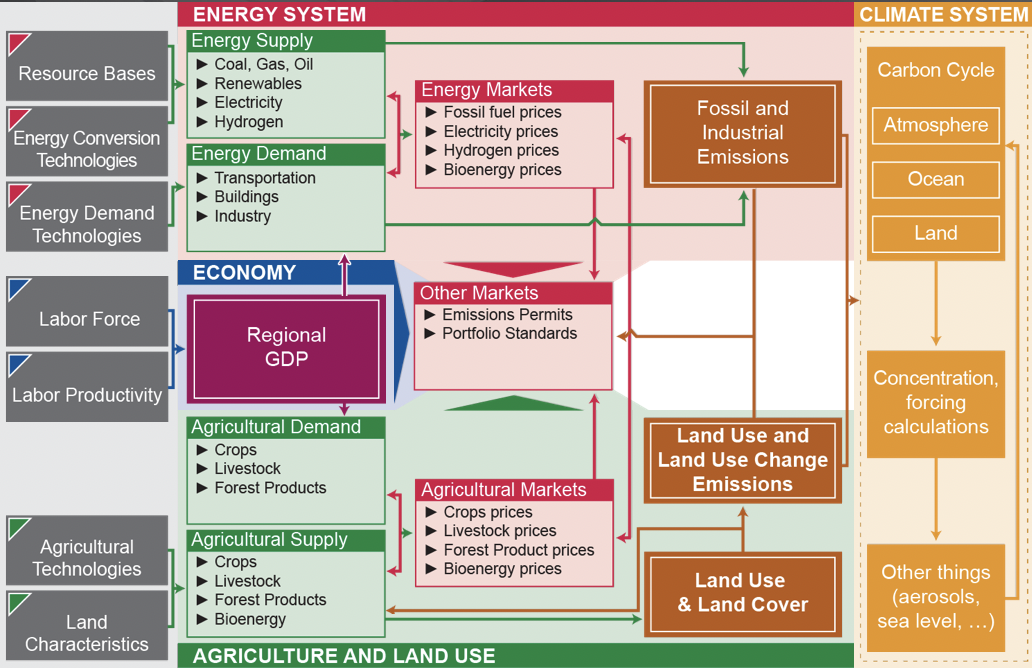 ENERGY SYSTEM
CLIMATE SYSTEM
Resource Bases
Energy Conversion
Technologies
Energy Demand
Technologies
Labor Force
Labor Productivity
Agricultural
Technologies
Land
Characteristics
Energy Supply
► Coal, Gas, Oil
► Renewables
► Electricity
► Hydrogen
Energy Demand
► Transportation
► Buildings
► Industry
Energy Markets
► Fossil fuel prices
► Electricity prices
► Hydrogen prices
► Bioenergy prices
Fossil and
Industrial
Emissions
ECONOMY
Regional
GDP
Other Markets
► Emissions Permits
► Portfolio Standards
Agricultural Demand
► Crops
► Livestock
► Forest Products
Agricultural Supply
► Crops
► Livestock
► Forest Products
► Bioenergy
Agricultural Markets
► Crops prices
► Livestock prices
► Forest Product prices
► Bioenergy prices
Land Use and
Land Use Change
Emissions
Land Use
& Land Cover
AGRICULTURE AND LAND USE
Carbon Cycle
Atmosphere
Ocean
Land
Concentration,
forcing
calculations
Other things
(aerosols,
sea level, …)